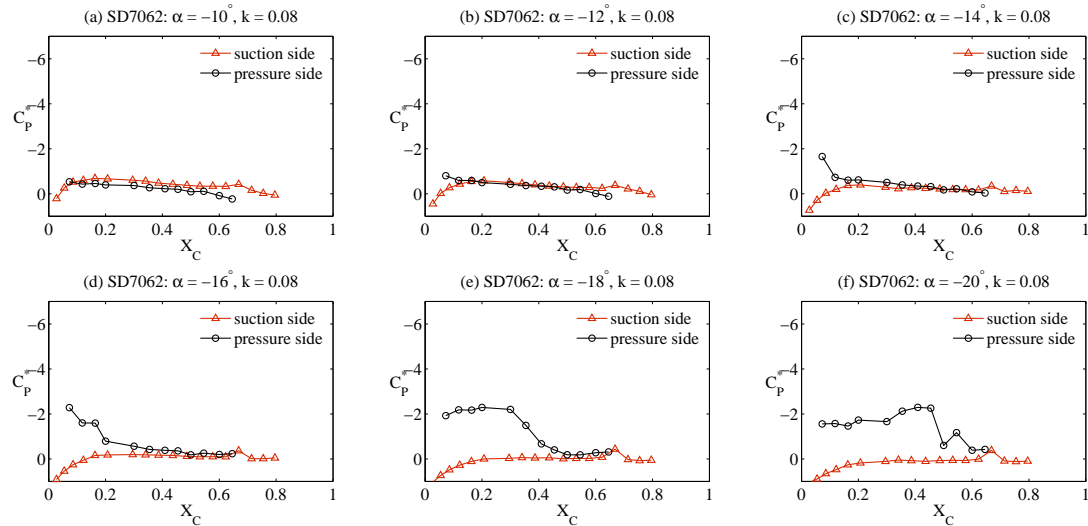 (a) SD7062: α = −10°, k = 0.08
−6
−4
−2
0
C*P
0
0.2
0.4
0.6
0.8
1
XC
suction side
pressure side
(b) SD7062: α = −12°, k = 0.08
−6
−4
−2
0
C*P
0
0.2
0.4
0.6
0.8
1
XC
suction side
pressure side
(c) SD7062: α = −14°, k = 0.08
−6
−4
−2
0
C*P
0
0.2
0.4
0.6
0.8
1
XC
suction side
pressure side
(d) SD7062: α = −16°, k = 0.08
−6
−4
−2
0
C*P
0
0.2
0.4
0.6
0.8
1
XC
suction side
pressure side
(e) SD7062: α = −18°, k = 0.08
−6
−4
−2
0
C*P
0
0.2
0.4
0.6
0.8
1
XC
suction side
pressure side
(f) SD7062: α = −20°, k = 0.08
−6
−4
−2
0
C*P
0
0.2
0.4
0.6
0.8
1
XC
suction side
pressure side